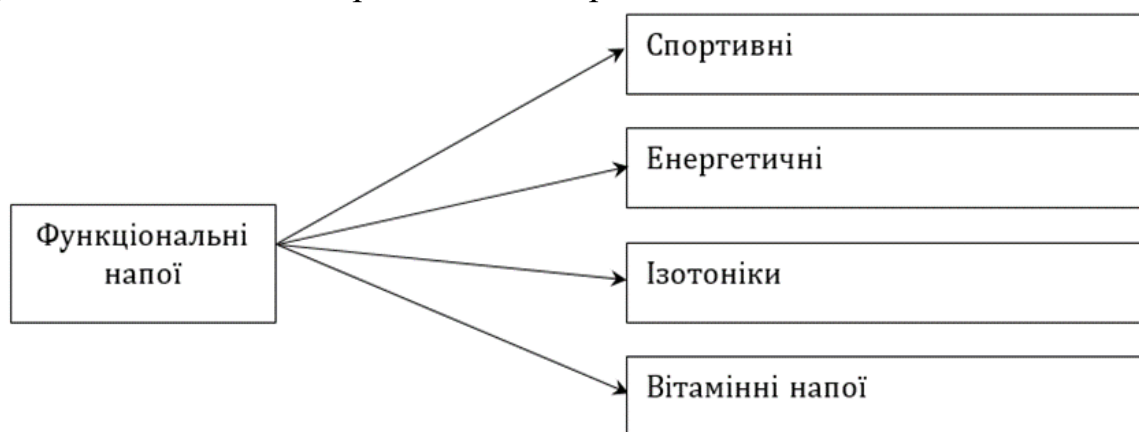 Спортивні
Енергетичні
Функціональні
напої
Ізотоніки
Вітамінні напої